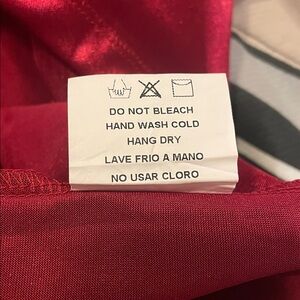 DO NOT BLEACH
HAND WASH COLD
HANG DRY
LAVE FRIO A MANO
NO USAR CLORO